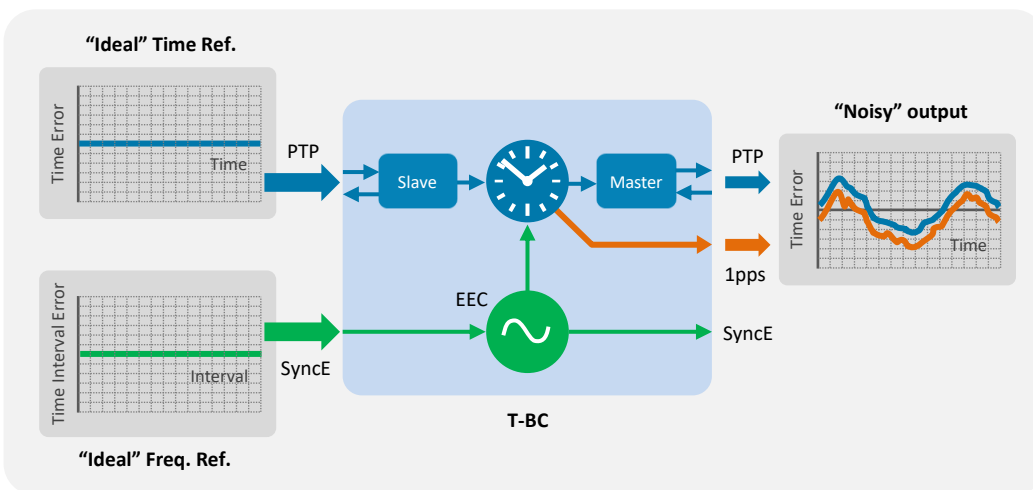 “Ideal” Time Ref.
Time Error
Time
PTP
Slave
Master
PTP
“Noisy” output
Time Error
Time
1pps
EEC
Time Interval Error
Interval
SyncE
SyncE
T-BC
“Ideal” Freq. Ref.